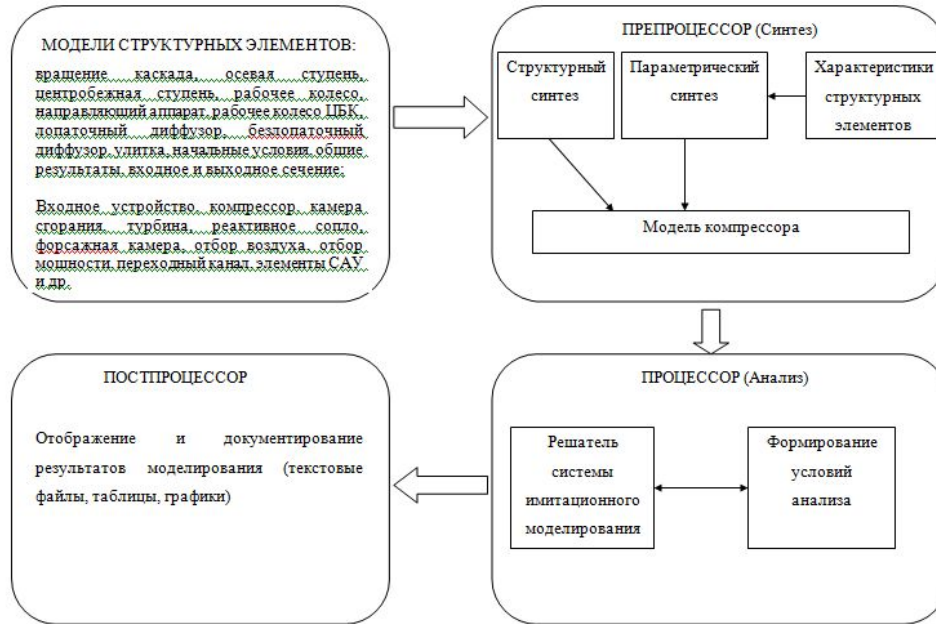 МОДЕЛИ СТРУКТУРНЫХ ЭЛЕМЕНТОВ:
вращение каскада, осевая ступень,
центробежная ступень, рабочее колесо,
направляющий аппарат, рабочее колесо ЦБК,
лопаточный диффузор, безлопаточный
диффузор, улитка, начальные условия, общие
результаты, входное и выходное сечение;
Входное устройство, компрессор, камера
сгорания, турбина, реактивное сопло,
форсажная камера, отбор воздуха, отбор
мощности, переходный канал, элементы САУ
и др.
ПРЕПРОЦЕССОР (Синтез)
Структурный
синтез
Параметрический
синтез
Характеристики
структурных
элементов
Модель компрессора
ПОСТПРОЦЕССОР
Отображение и документирование
результатов моделирования (текстовые
файлы, таблицы, графики)
ПРОЦЕССОР (Анализ)
Решатель
системы
имитационного
моделирования
Формирование
условий
анализа